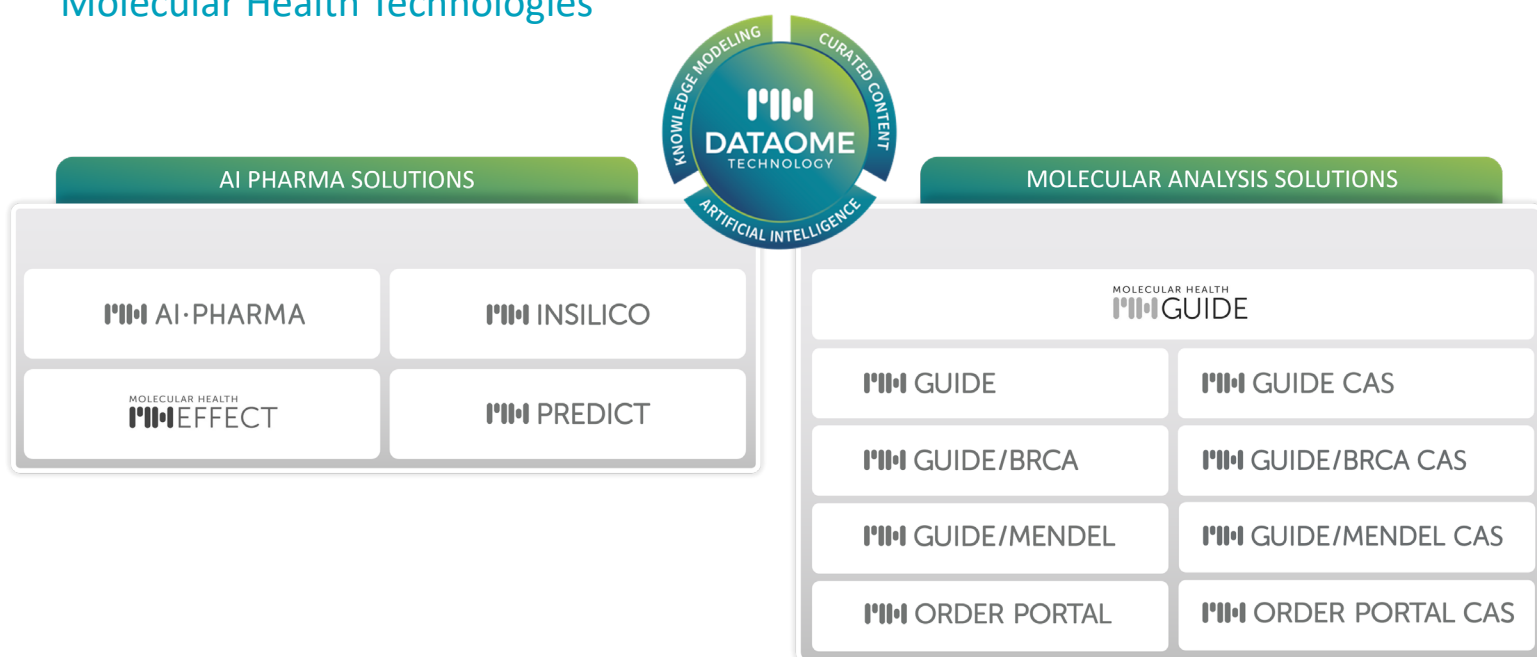 Molecular Health Technologies
KNOWLEDGE MODELING
CURATED CONTENT
ARTIFICIAL INTELLIGENCE
DATAOME
TECHNOLOGY
AI PHARMA SOLUTIONS
AI·PHARMA
INSILICO
MOLECULAR HEALTH
EFFECT
PREDICT
MOLECULAR ANALYSIS SOLUTIONS
MOLECULAR HEALTH
GUIDE
GUIDE
GUIDE CAS
GUIDE/BRCA
GUIDE/BRCA CAS
GUIDE/MENDEL
GUIDE/MENDEL CAS
ORDER PORTAL
ORDER PORTAL CAS